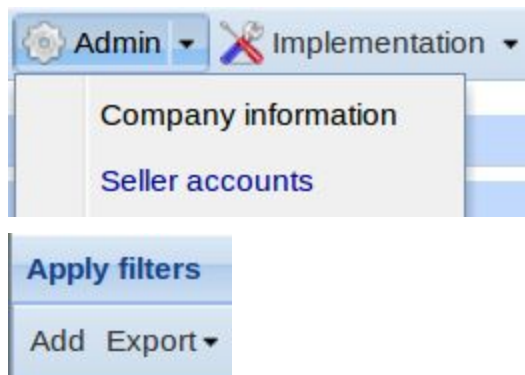 Admin Implementation
Company information
Seller accounts
Apply filters
Add Export